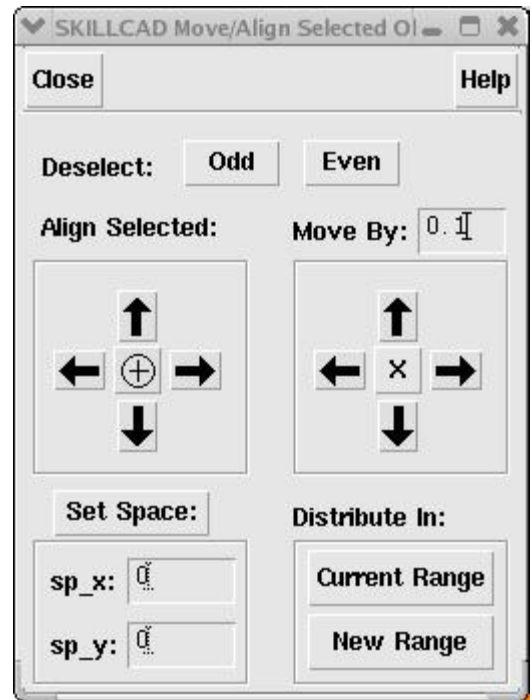 SKILLCAD Move/Align Selected Ol
Close Help
Deselect: Odd Even
Align Selected: Move By: 0.1
Set Space: Distribute In:
sp_x: 0 Current Range
sp_y: 0 New Range